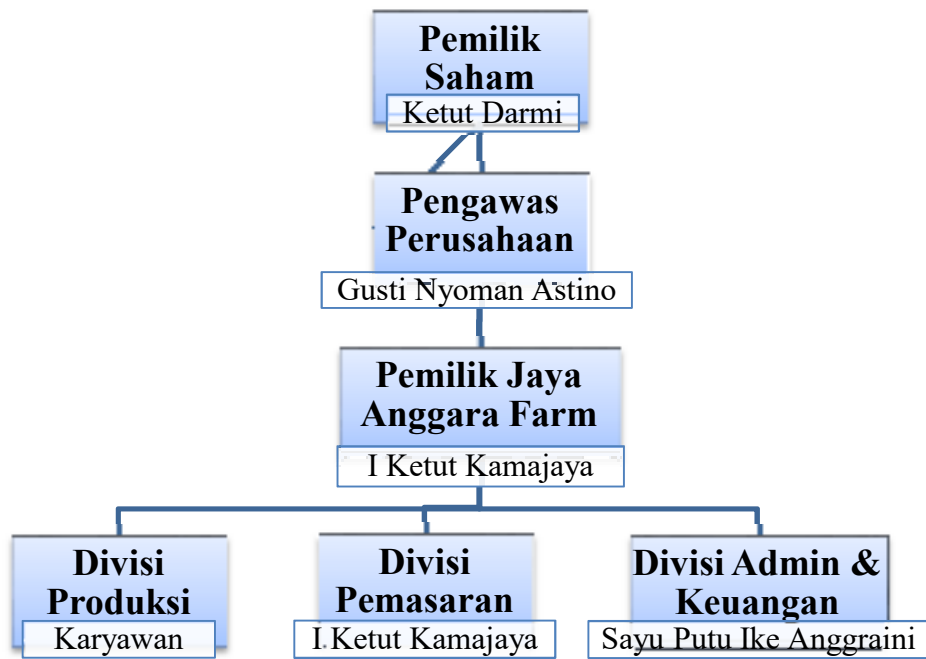 Pemilik
Saham
Ketut Darmi
Pengawas
Perusahaan
Gusti Nyoman Astino
Pemilik Jaya
Anggara Farm
I Ketut Kamajaya
Divisi
Produksi
Karyawan
Divisi
Pemasaran
I Ketut Kamajaya
Divisi Admin &
Keuangan
Sayu Putu Ike Anggraini